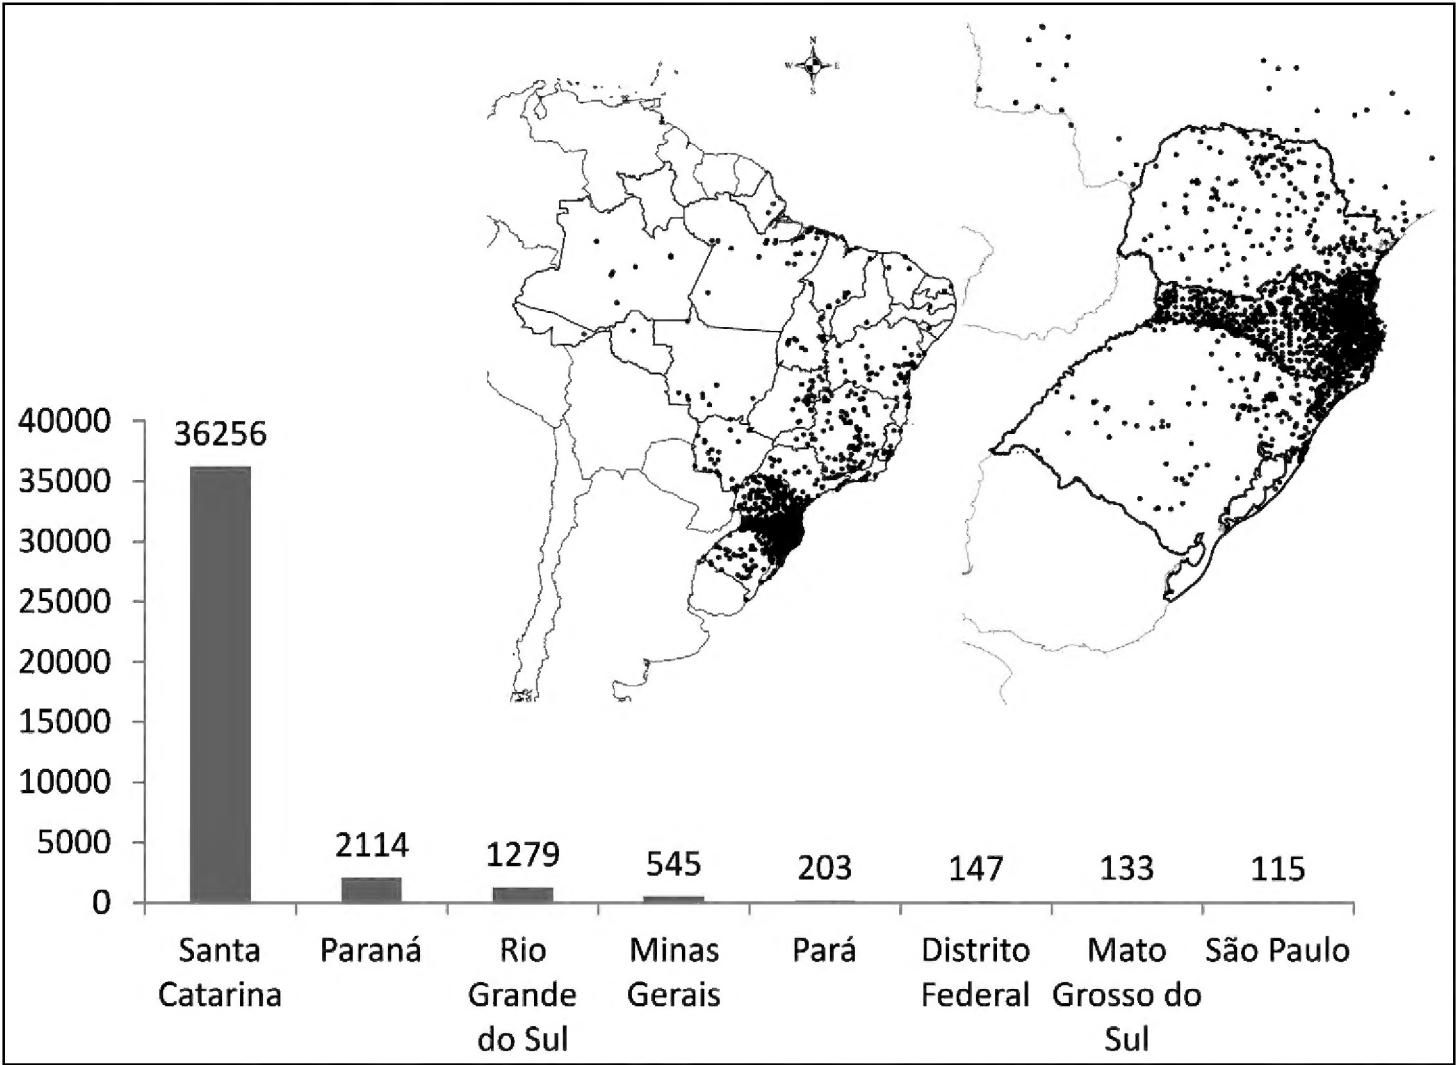 N
W E
S
40000
35000
30000
25000
20000
15000
10000
5000
0
36256
2114
1279
545
203
147
133
115
Santa
Catarina
Paraná
Rio
Grande
do Sul
Minas
Gerais
Pará
Distrito
Federal
Mato
Grosso do
Sul
São Paulo